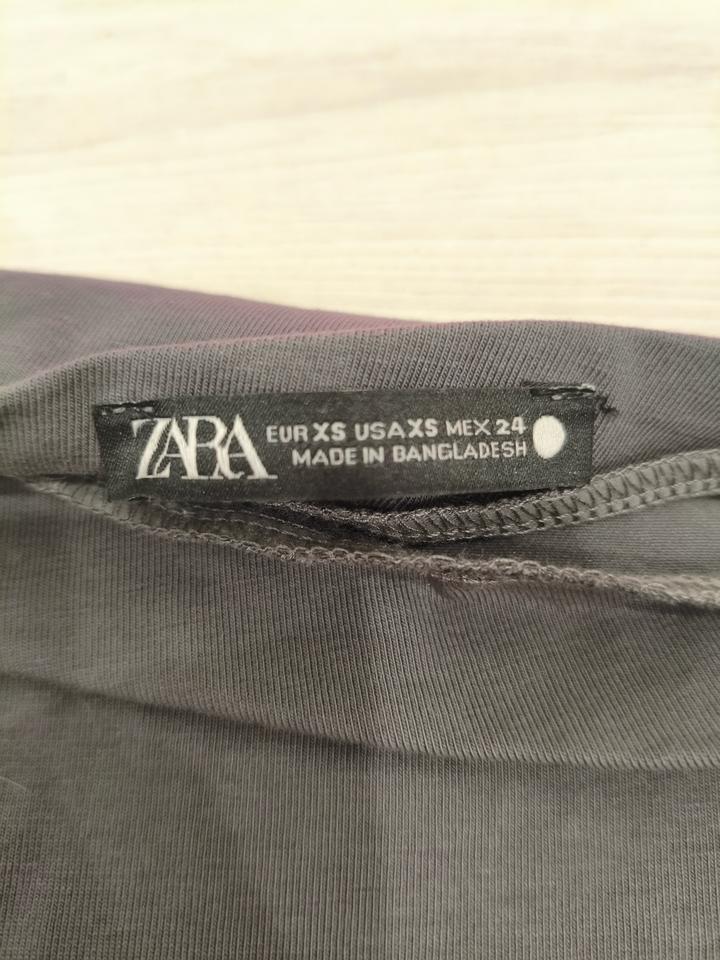 ZARA
EUR XS USA XS MEX 24
MADE IN BANGLADESH